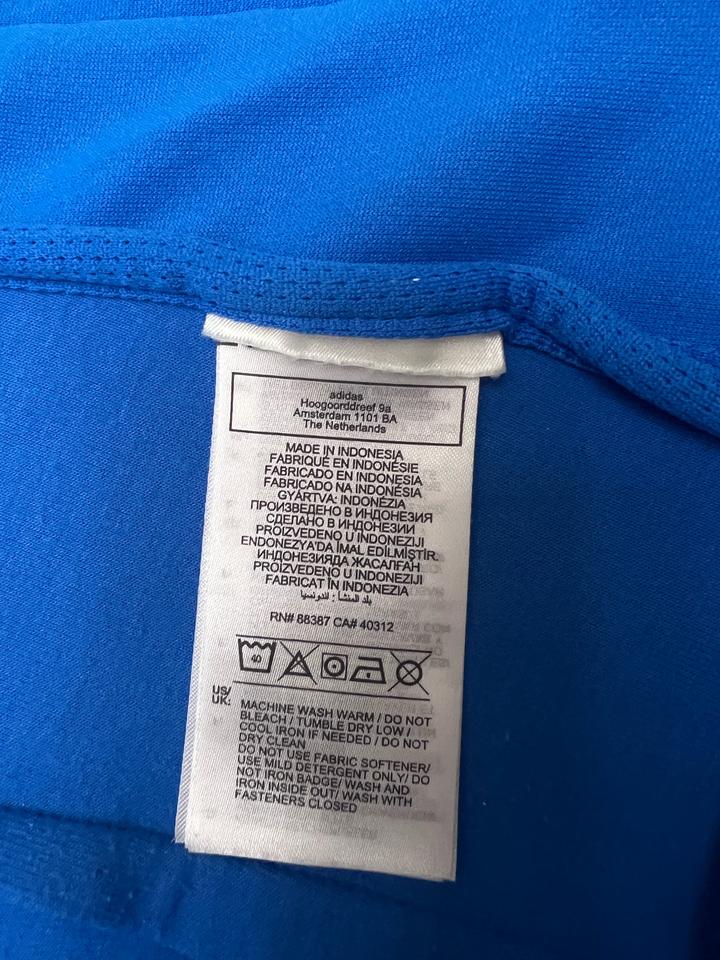 adidas
Hoogoorddreef 9a
Amsterdam 1101 BA
The Netherlands
MADE IN INDONESIA
FABRIQUÉ EN INDONÉSIE
FABRICADO EN INDONESIA
FABRICADO NA INDONÉSIA
GYÁRTVA: INDONÉZIA
ПРОИЗВЕДЕНО В ИНДОНЕЗИЯ
СДЕЛАНО В ИНДОНЕЗИИ
PROIZVEDENO U INDONEZIJI
ENDONEZYA'DA İMAL EDİLMİŞTİR.
ИНДОНЕЗИЯДА ЖАСАЛҒАН
PROIZVEDENO U INDONEZIJI
FABRICAT ÎN INDONEZIA
بلد المنشأ : اندونسيا
RN# 88387 CA# 40312
40
US/
UK:
MACHINE WASH WARM / DO NOT
BLEACH / TUMBLE DRY LOW /
COOL IRON IF NEEDED / DO NOT
DRY CLEAN
DO NOT USE FABRIC SOFTENER/
USE MILD DETERGENT ONLY/ DO
NOT IRON BADGE/ WASH AND
IRON INSIDE OUT/ WASH WITH
FASTENERS CLOSED